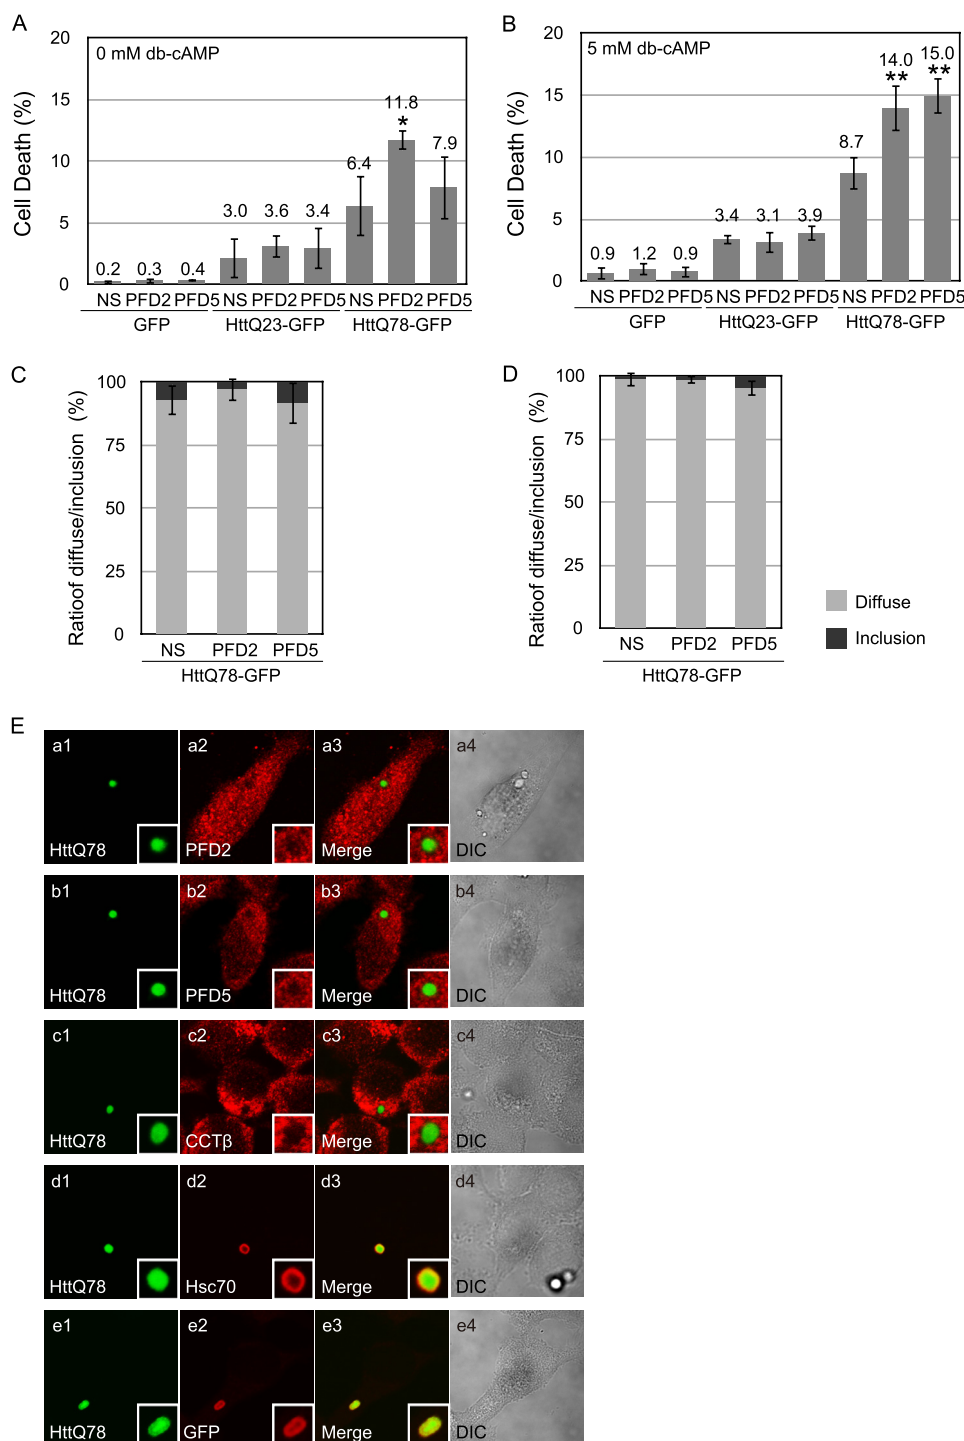 A
0 mM db-cAMP
Cell Death (%)
20
15
10
5
0
0.2
0.3
0.4
3.0
3.6
3.4
6.4
11.8
*
7.9
NS PFD2 PFD5 NS PFD2 PFD5 NS PFD2 PFD5
GFP
HttQ23-GFP
HttQ78-GFP
B
5 mM db-cAMP
Cell Death (%)
20
15
10
5
0
0.9
1.2
0.9
3.4
3.1
3.9
8.7
14.0
**
15.0
**
NS PFD2 PFD5 NS PFD2 PFD5 NS PFD2 PFD5
GFP
HttQ23-GFP
HttQ78-GFP
C
Ratioof diffuse/inclusion (%)
100
75
50
25
0
NS PFD2 PFD5
HttQ78-GFP
D
Ratioof diffuse/inclusion (%)
100
75
50
25
0
NS PFD2 PFD5
HttQ78-GFP
Diffuse
Inclusion
E
a1 a2 a3 a4
HttQ78 PFD2 Merge DIC
b1 b2 b3 b4
HttQ78 PFD5 Merge DIC
c1 c2 c3 c4
HttQ78 CCTβ Merge DIC
d1 d2 d3 d4
HttQ78 Hsc70 Merge DIC
e1 e2 e3 e4
HttQ78 GFP Merge DIC